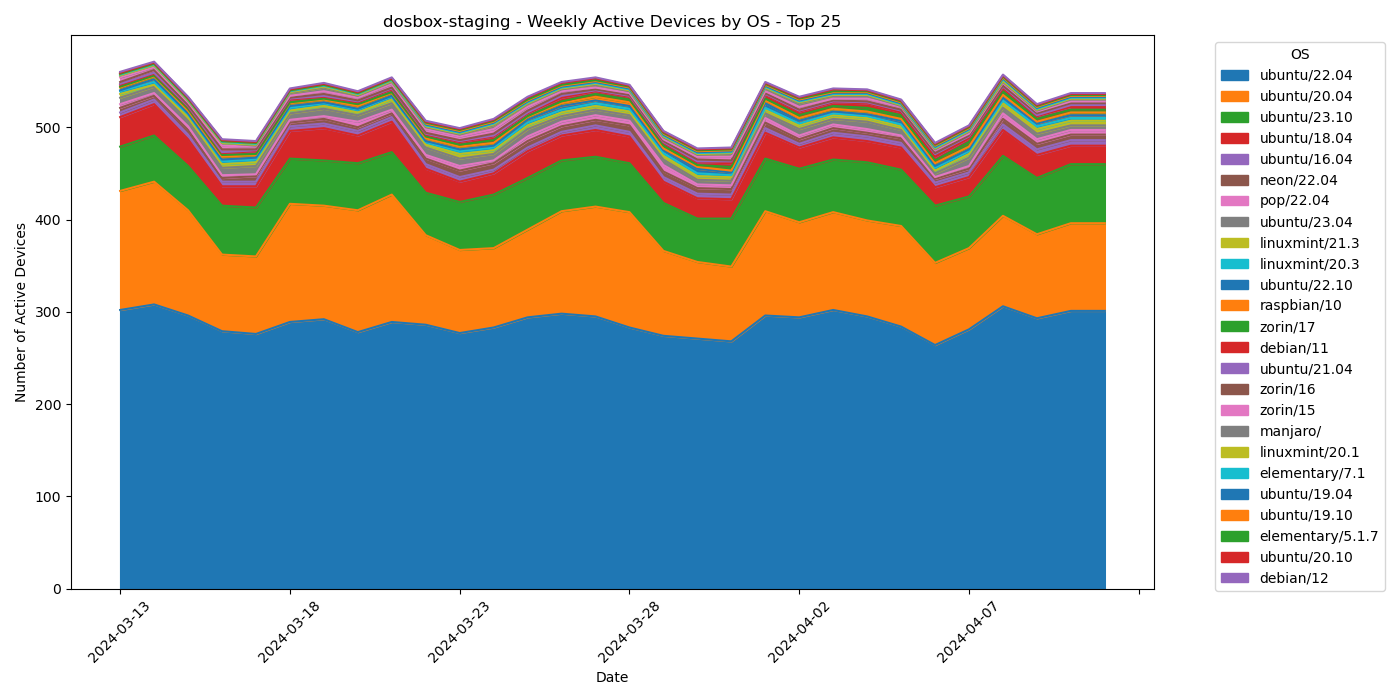 dosbox-staging - Weekly Active Devices by OS - Top 25
Number of Active Devices
500
400
300
200
100
0
2024-03-13
2024-03-18
2024-03-23
2024-03-28
2024-04-02
2024-04-07
Date
OS
ubuntu/22.04
ubuntu/20.04
ubuntu/23.10
ubuntu/18.04
ubuntu/16.04
neon/22.04
pop/22.04
ubuntu/23.04
linuxmint/21.3
linuxmint/20.3
ubuntu/22.10
raspbian/10
zorin/17
debian/11
ubuntu/21.04
zorin/16
zorin/15
manjaro/
linuxmint/20.1
elementary/7.1
ubuntu/19.04
ubuntu/19.10
elementary/5.1.7
ubuntu/20.10
debian/12